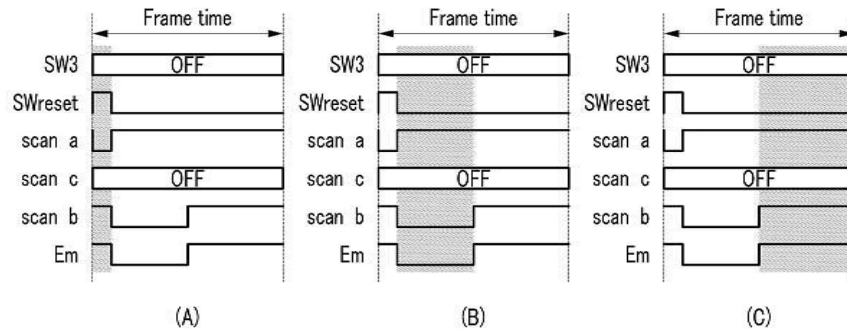 Frame time Frame time Frame time
SW3 OFF SW3 OFF SW3 OFF
SWreset SWreset SWreset
scan a scan a scan a
scan c OFF scan c OFF scan c OFF
scan b scan b scan b
Em Em Em
(A) (B) (C)